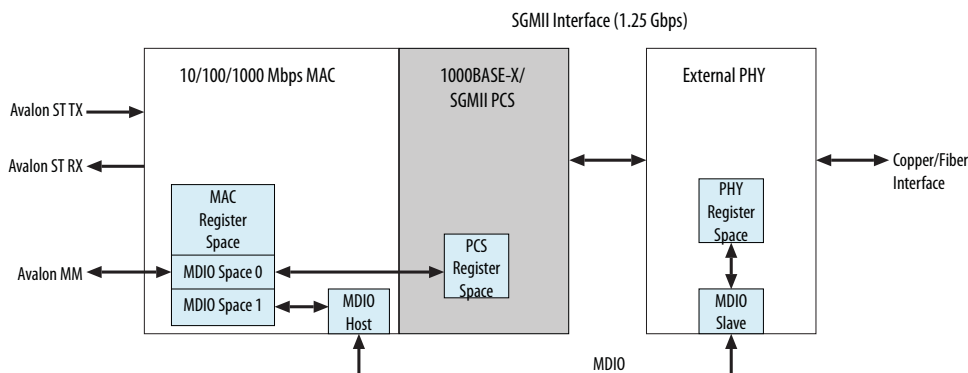 SGMII Interface (1.25 Gbps)
10/100/1000 Mbps MAC
1000BASE-X/
SGMII PCS
External PHY
Avalon ST TX
Avalon ST RX
Copper/Fiber
Interface
MAC
Register
Space
PHY
Register
Space
PCS
Register
Space
Avalon MM
MDIO Space 0
MDIO Space 1
MDIO
Host
MDIO
Slave
MDIO